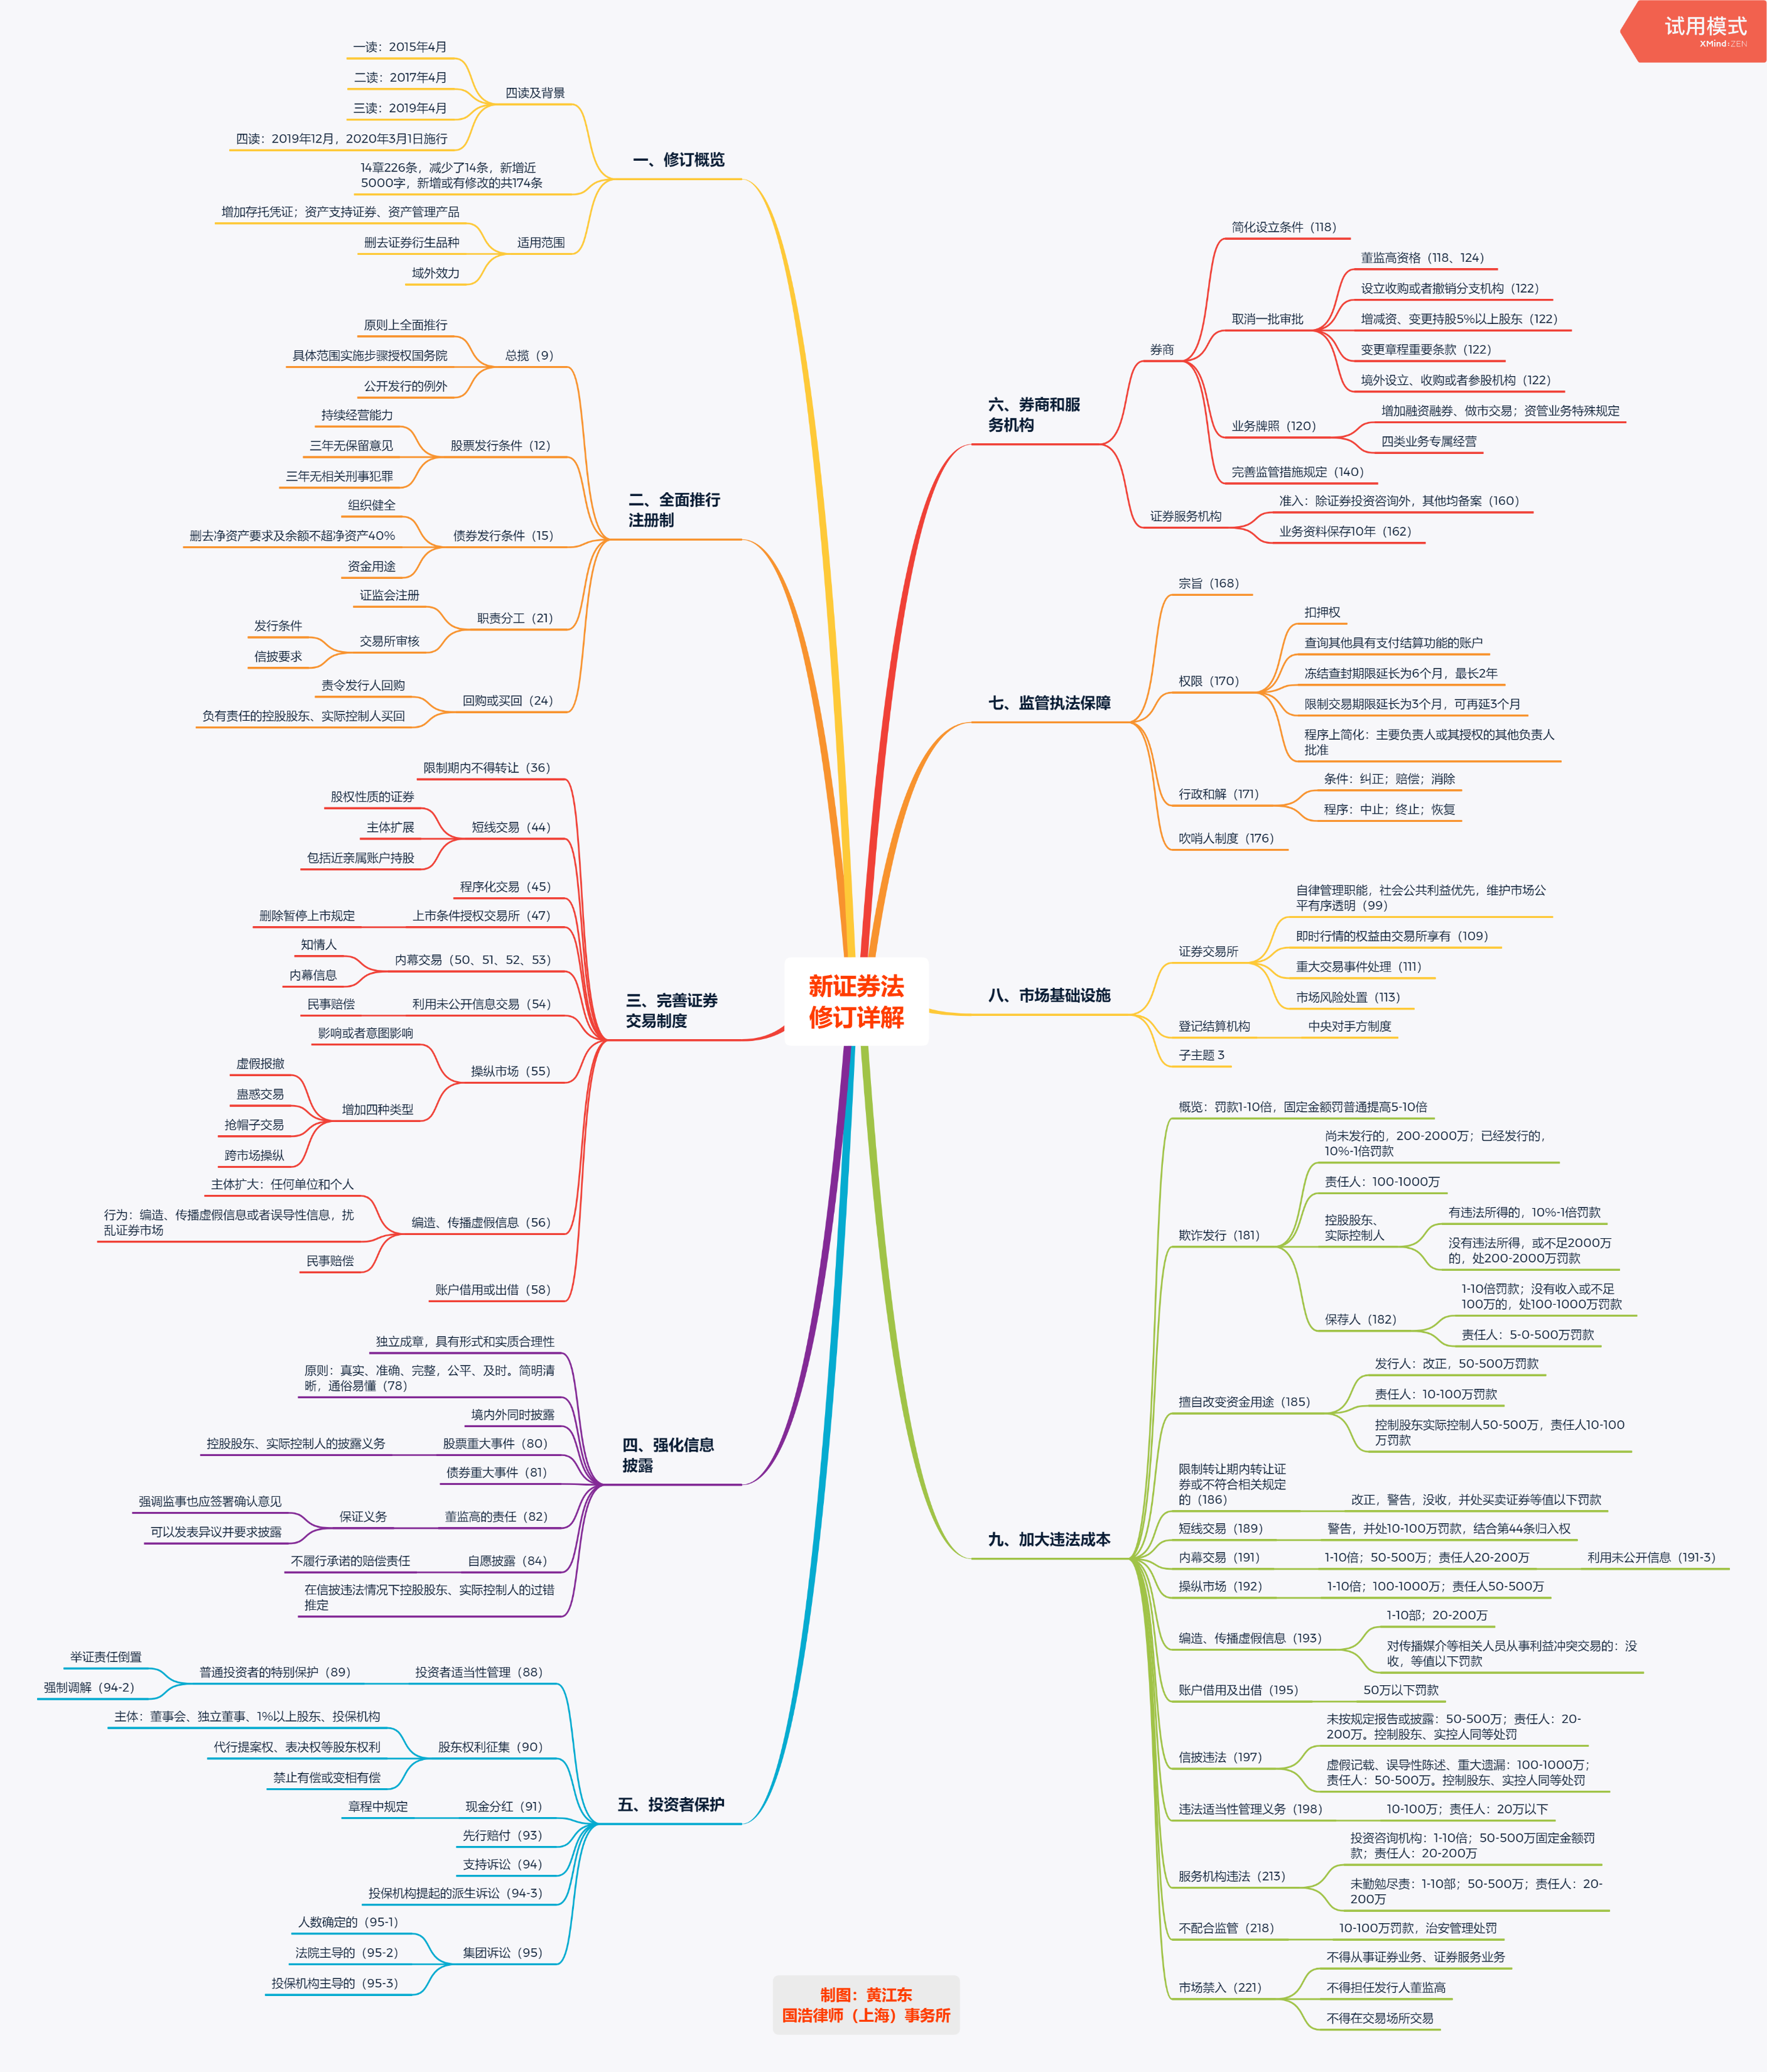 试用模式
XMind:ZEN
新证券法
修订详解
一、修订概览
四读及背景
一读：2015年4月
二读：2017年4月
三读：2019年4月
四读：2019年12月，2020年3月1日施行
14章226条，减少了14条，新增近
5000字，新增或有修改的共174条
适用范围
增加存托凭证；资产支持证券、资产管理产品
删去证券衍生品种
域外效力
二、全面推行
注册制
总揽（9）
原则上全面推行
具体范围实施步骤授权国务院
公开发行的例外
股票发行条件（12）
持续经营能力
三年无保留意见
三年无相关刑事犯罪
债券发行条件（15）
组织健全
删去净资产要求及余额不超净资产40%
资金用途
职责分工（21）
证监会注册
交易所审核
发行条件
信披要求
回购或买回（24）
责令发行人回购
负有责任的控股股东、实际控制人买回
三、完善证券
交易制度
限制期内不得转让（36）
短线交易（44）
股权性质的证券
主体扩展
包括近亲属账户持股
程序化交易（45）
上市条件授权交易所（47）
删除暂停上市规定
内幕交易（50、51、52、53）
知情人
内幕信息
利用未公开信息交易（54）
民事赔偿
操纵市场（55）
影响或者意图影响
增加四种类型
虚假报撤
蛊惑交易
抢帽子交易
跨市场操纵
编造、传播虚假信息（56）
主体扩大：任何单位和个人
行为：编造、传播虚假信息或者误导性信息，扰
乱证券市场
民事赔偿
账户借用或出借（58）
四、强化信息
披露
独立成章，具有形式和实质合理性
原则：真实、准确、完整，公平、及时。简明清
晰，通俗易懂（78）
境内外同时披露
股票重大事件（80）
控股股东、实际控制人的披露义务
债券重大事件（81）
董监高的责任（82）
保证义务
强调监事也应签署确认意见
可以发表异议并要求披露
自愿披露（84）
不履行承诺的赔偿责任
在信披违法情况下控股股东、实际控制人的过错
推定
五、投资者保护
投资者适当性管理（88）
普通投资者的特别保护（89）
举证责任倒置
强制调解（94-2）
股东权利征集（90）
主体：董事会、独立董事、1%以上股东、投保机构
代行提案权、表决权等股东权利
禁止有偿或变相有偿
现金分红（91）
章程中规定
先行赔付（93）
支持诉讼（94）
投保机构提起的派生诉讼（94-3）
集团诉讼（95）
人数确定的（95-1）
法院主导的（95-2）
投保机构主导的（95-3）
六、券商和服
务机构
券商
简化设立条件（118）
取消一批审批
董监高资格（118、124）
设立收购或者撤销分支机构（122）
增减资、变更持股5%以上股东（122）
变更章程重要条款（122）
境外设立、收购或者参股机构（122）
业务牌照（120）
增加融资融券、做市交易；资管业务特殊规定
四类业务专属经营
完善监管措施规定（140）
证券服务机构
准入：除证券投资咨询外，其他均备案（160）
业务资料保存10年（162）
七、监管执法保障
宗旨（168）
权限（170）
扣押权
查询其他具有支付结算功能的账户
冻结查封期限延长为6个月，最长2年
限制交易期限延长为3个月，可再延3个月
程序上简化：主要负责人或其授权的其他负责人
批准
行政和解（171）
条件：纠正；赔偿；消除
程序：中止；终止；恢复
吹哨人制度（176）
八、市场基础设施
证券交易所
自律管理职能，社会公共利益优先，维护市场公
平有序透明（99）
即时行情的权益由交易所享有（109）
重大交易事件处理（111）
市场风险处置（113）
登记结算机构
中央对手方制度
子主题 3
九、加大违法成本
概览：罚款1-10倍，固定金额罚普通提高5-10倍
欺诈发行（181）
尚未发行的，200-2000万；已经发行的，
10%-1倍罚款
责任人：100-1000万
控股股东、
实际控制人
有违法所得的，10%-1倍罚款
没有违法所得，或不足2000万
的，处200-2000万罚款
保荐人（182）
1-10倍罚款；没有收入或不足
100万的，处100-1000万罚款
责任人：5-0-500万罚款
擅自改变资金用途（185）
发行人：改正，50-500万罚款
责任人：10-100万罚款
控制股东实际控制人50-500万，责任人10-100
万罚款
限制转让期内转让证
券或不符合相关规定
的（186）
改正，警告，没收，并处买卖证券等值以下罚款
短线交易（189）
警告，并处10-100万罚款，结合第44条归入权
内幕交易（191）
1-10倍；50-500万；责任人20-200万
利用未公开信息（191-3）
操纵市场（192）
1-10倍；100-1000万；责任人50-500万
编造、传播虚假信息（193）
1-10部；20-200万
对传播媒介等相关人员从事利益冲突交易的：没
收，等值以下罚款
账户借用及出借（195）
50万以下罚款
信披违法（197）
未按规定报告或披露：50-500万；责任人：20-
200万。控制股东、实控人同等处罚
虚假记载、误导性陈述、重大遗漏：100-1000万；
责任人：50-500万。控制股东、实控人同等处罚
违法适当性管理义务（198）
10-100万；责任人：20万以下
服务机构违法（213）
投资咨询机构：1-10倍；50-500万固定金额罚
款；责任人：20-200万
未勤勉尽责：1-10部；50-500万；责任人：20-
200万
不配合监管（218）
10-100万罚款，治安管理处罚
市场禁入（221）
不得从事证券业务、证券服务业务
不得担任发行人董监高
不得在交易场所交易
制图：黄江东
国浩律师（上海）事务所